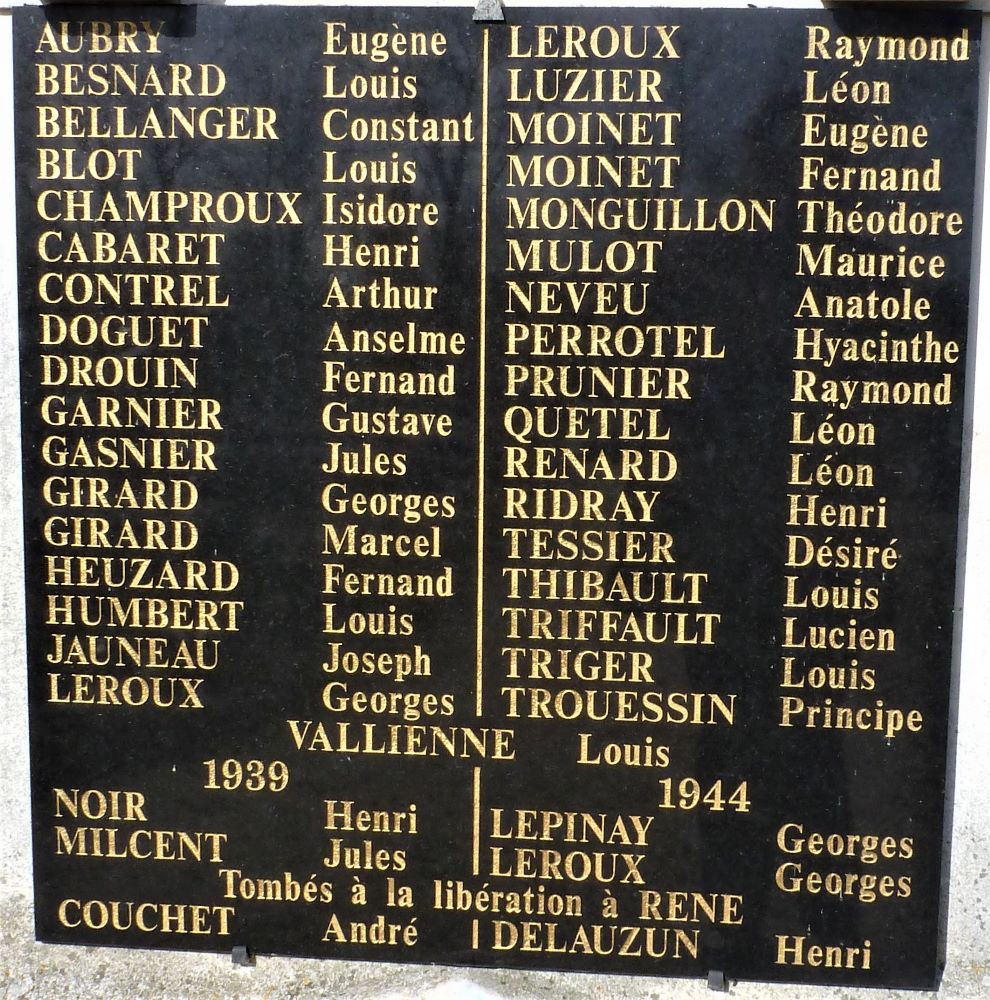 AUBRY Eugène
BESNARD Louis
BELLANGER Constant
BLOT Louis
CHAMPROUX Isidore
CABARET Henri
CONTREL Arthur
DOGUET Anselme
DROUIN Fernand
GARNIER Gustave
GASNIER Jules
GIRARD Georges
GIRARD Marcel
HEUZARD Fernand
HUMBERT Louis
JAUNEAU Joseph
LEROUX Georges
LEROUX Raymond
LUZIER Léon
MOINET Eugène
MOINET Fernand
MONGUILLON Théodore
MULOT Maurice
NEVEU Anatole
PERROTEL Hyacinthe
PRUNIER Raymond
QUETEL Léon
RENARD Léon
RIDRAY Henri
TESSIER Désiré
THIBAULT Louis
TRIFFAULT Lucien
TRIGER Louis
TROUESSIN Principe
VALLIENNE Louis
1939 1944
NOIR Henri
MILCENT Jules
LEPINAY Georges
LEROUX Georges
Tombés à la libération à RENE
COUCHET André
DELAUZUN Henri